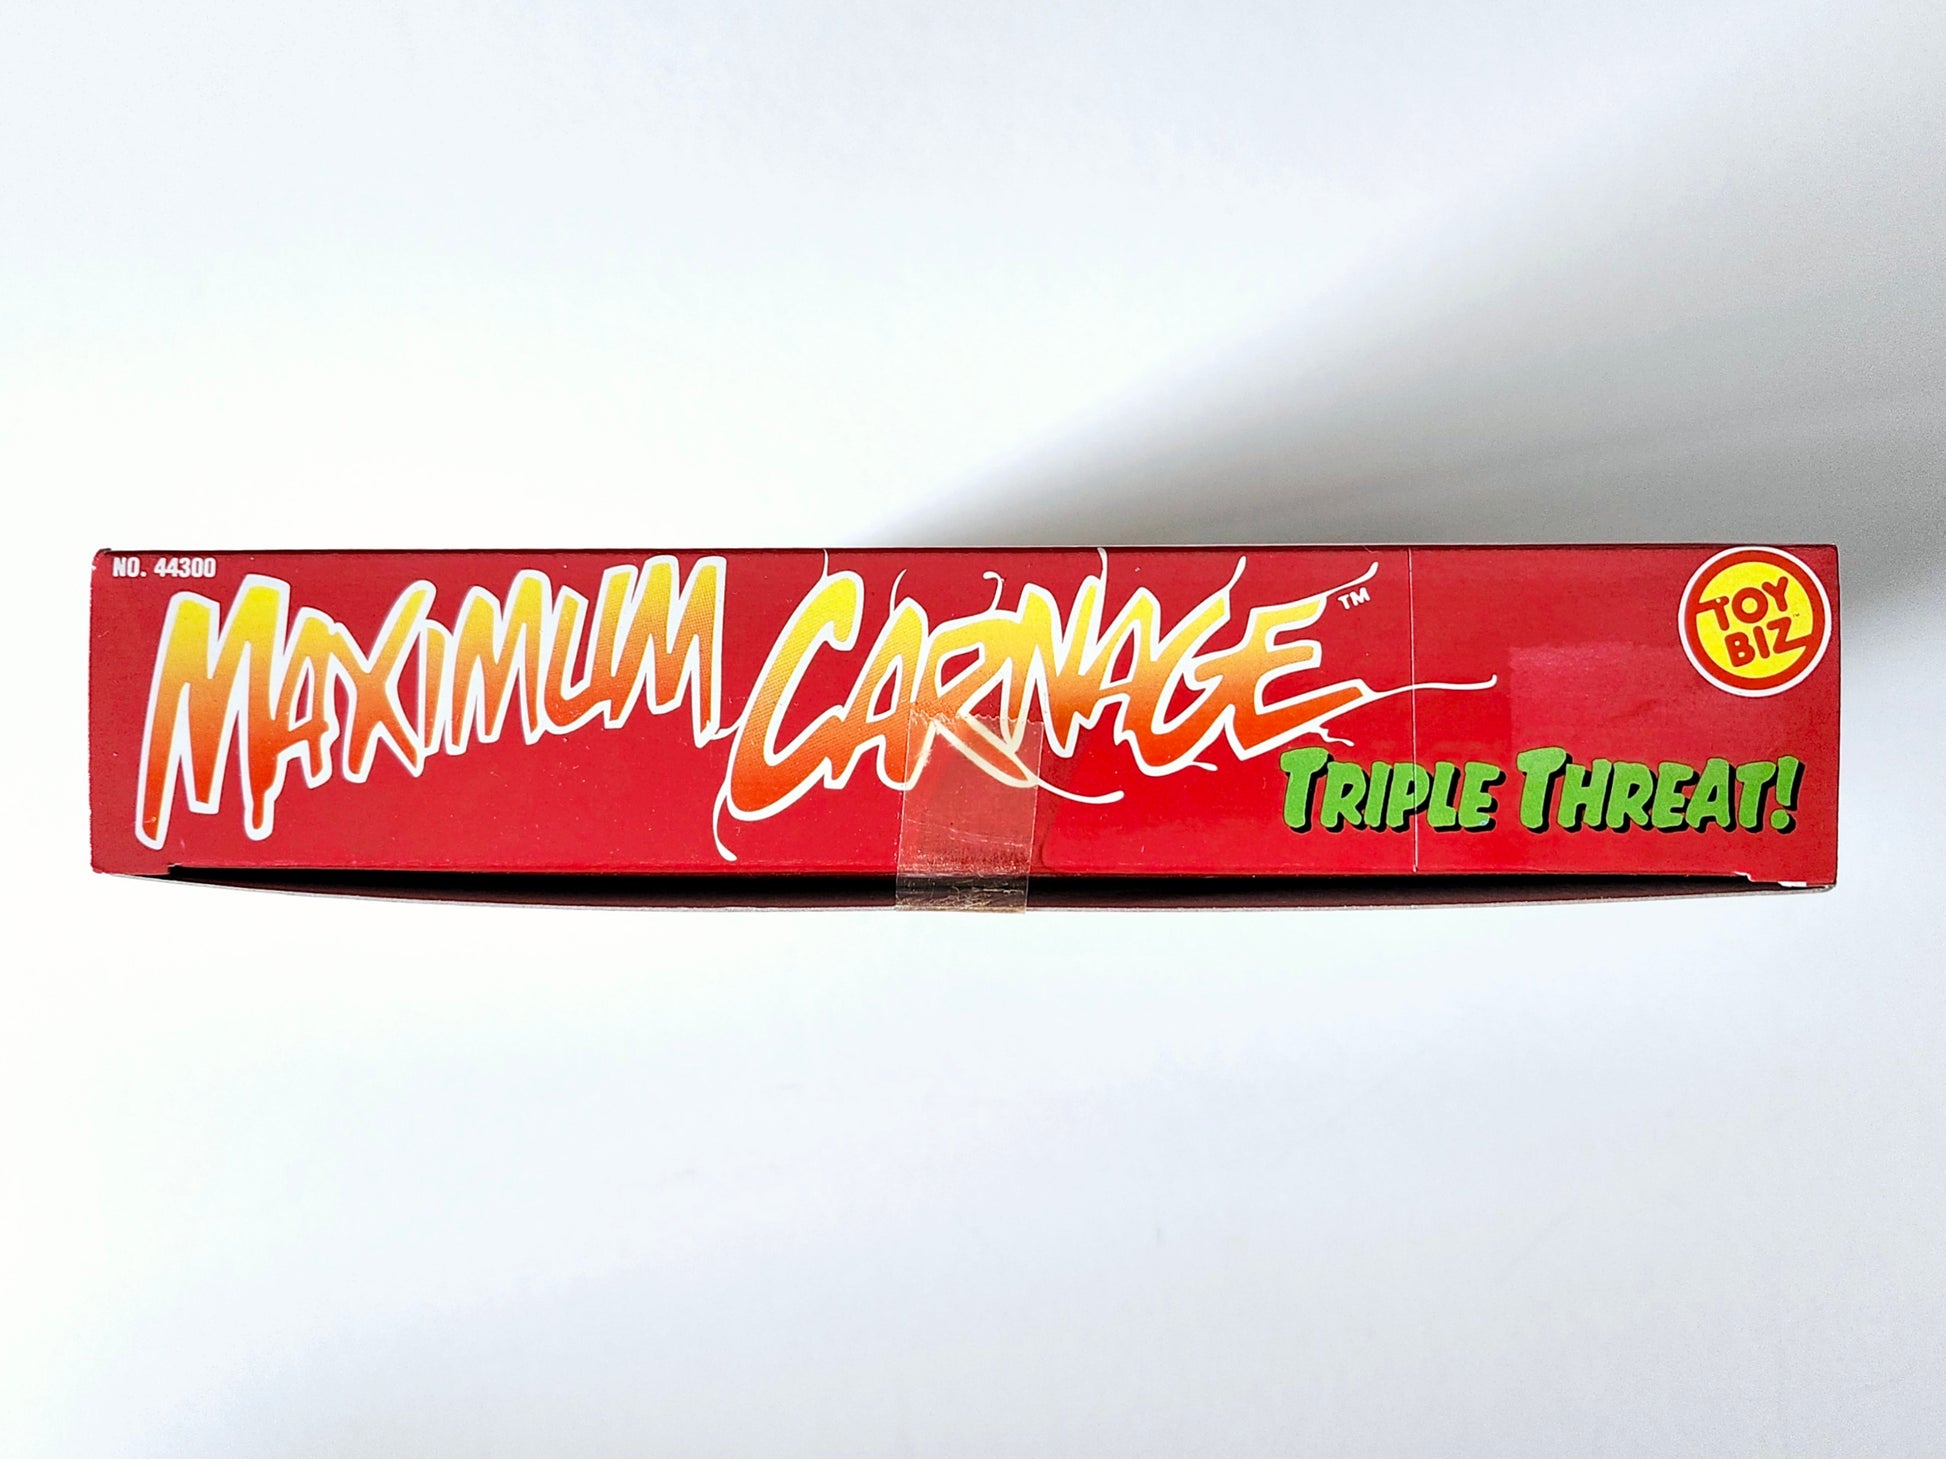 NO. 44300
MAXIMUM CARNAGE™
TOY
BIZ
TRIPLE THREAT!